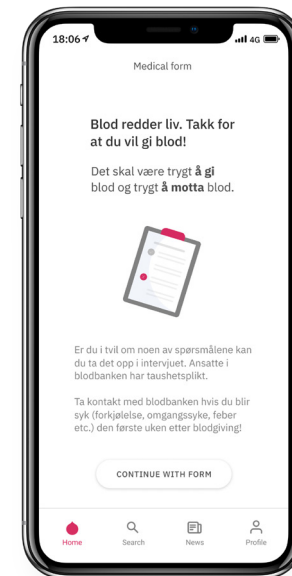 18:06
4G
Medical form
Blod redder liv. Takk for
at du vil gi blod!
Det skal være trygt å gi
blod og trygt å motta blod.
Er du i tvil om noen av spørsmålene kan
du ta det opp i intervjuet. Ansatte i
blodbanken har taushetsplikt.
Ta kontakt med blodbanken hvis du blir
syk (forkjølelse, omgangssyke, feber
etc.) den første uken etter blodgiving!
CONTINUE WITH FORM
Home
Search
News
Profile